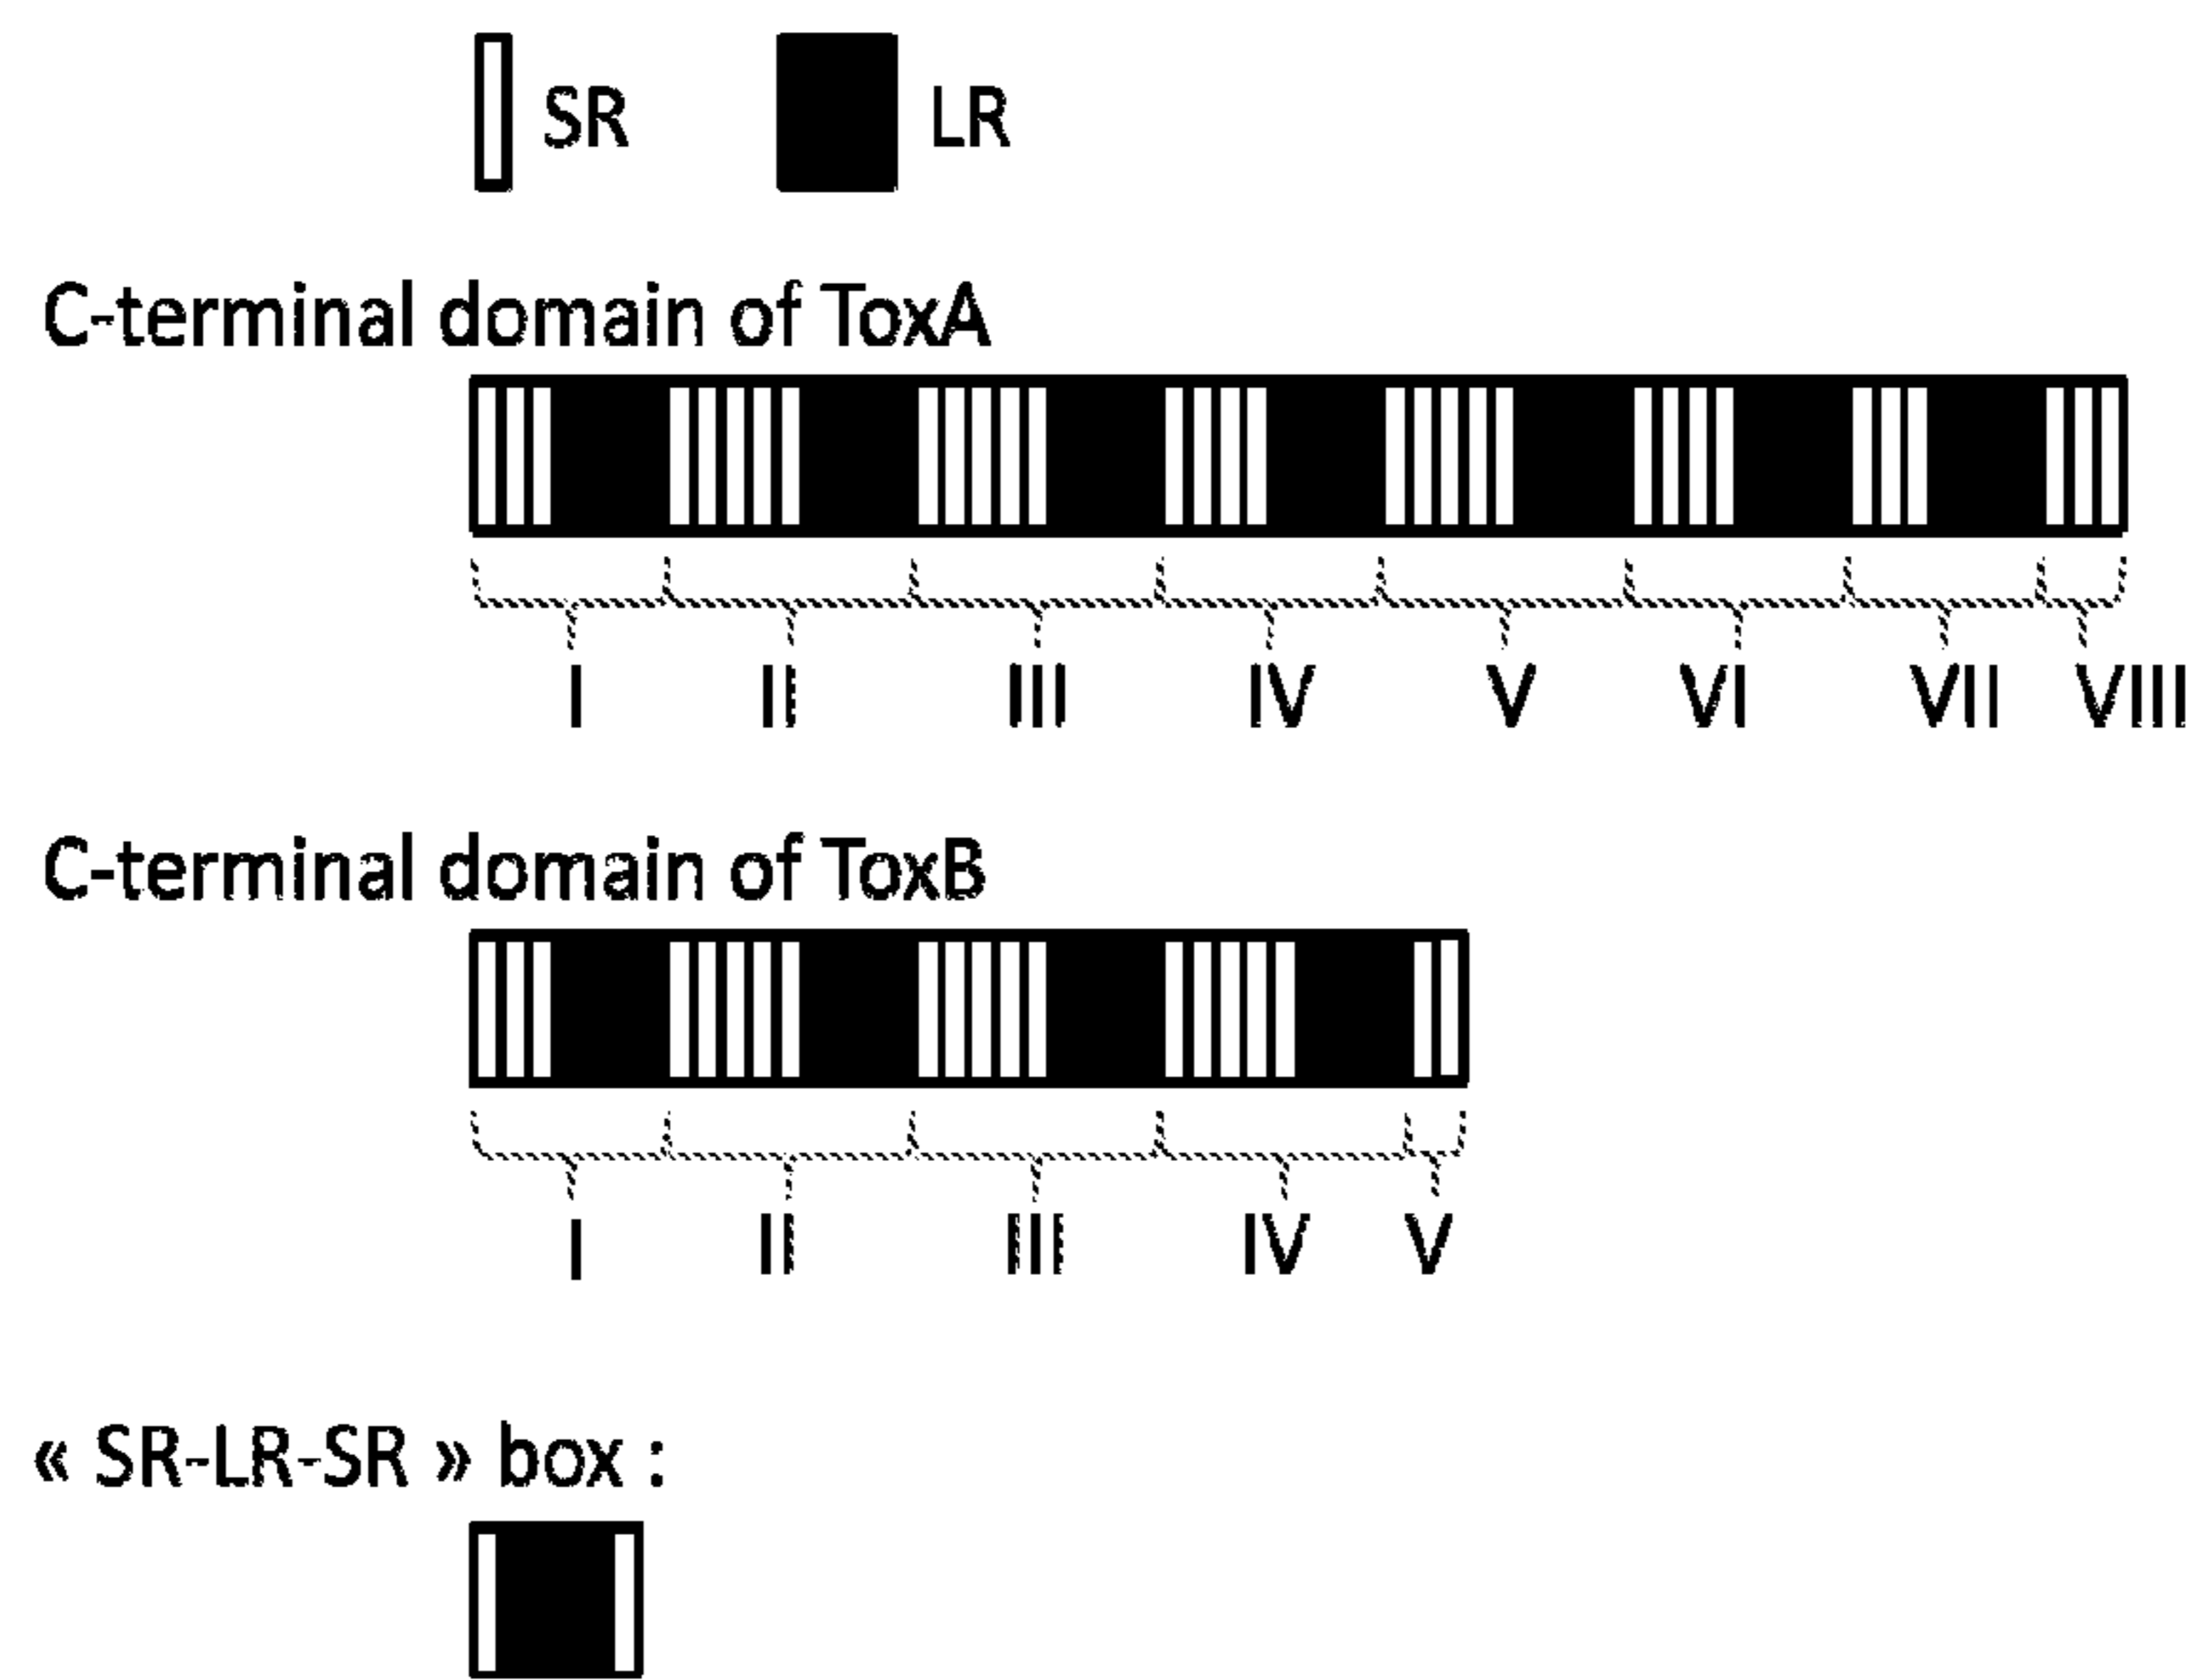 SR LR
C-terminal domain of ToxA
I II III IV V VI VII VIII
C-terminal domain of ToxB
I II III IV V
« SR-LR-SR » box :